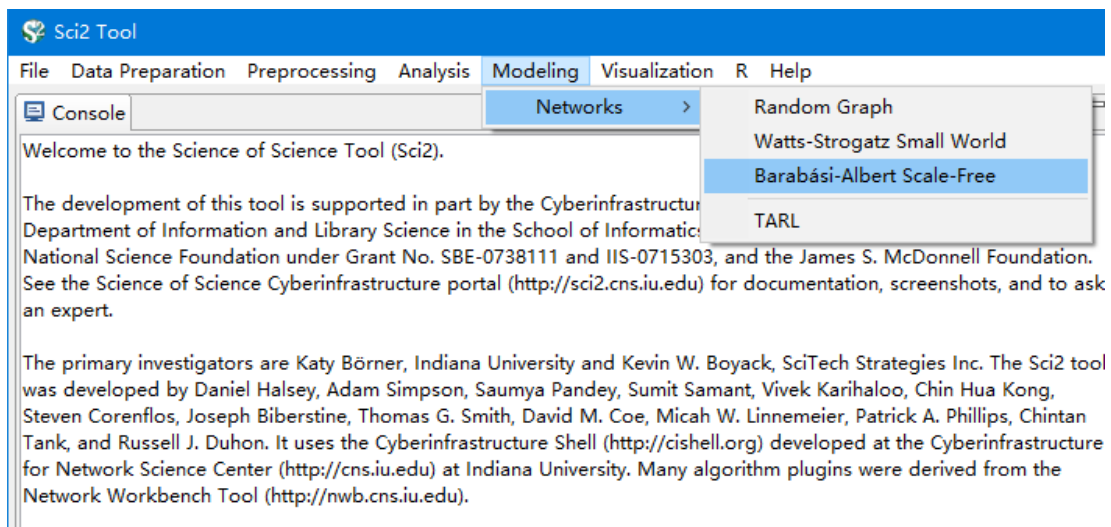 Sci2 Tool
File Data Preparation Preprocessing Analysis Modeling Visualization R Help
Networks >
Random Graph
Watts-Strogatz Small World
Barabási-Albert Scale-Free
TARL
Console
Welcome to the Science of Science Tool (Sci2).
The development of this tool is supported in part by the Cyberinfrastructur
Department of Information and Library Science in the School of Informatics
National Science Foundation under Grant No. SBE-0738111 and IIS-0715303, and the James S. McDonnell Foundation.
See the Science of Science Cyberinfrastructure portal (http://sci2.cns.iu.edu) for documentation, screenshots, and to ask
an expert.
The primary investigators are Katy Börner, Indiana University and Kevin W. Boyack, SciTech Strategies Inc. The Sci2 tool
was developed by Daniel Halsey, Adam Simpson, Saumya Pandey, Sumit Samant, Vivek Karihaloo, Chin Hua Kong,
Steven Corenflos, Joseph Biberstine, Thomas G. Smith, David M. Coe, Micah W. Linnemeier, Patrick A. Phillips, Chintan
Tank, and Russell J. Duhon. It uses the Cyberinfrastructure Shell (http://cishell.org) developed at the Cyberinfrastructure
for Network Science Center (http://cns.iu.edu) at Indiana University. Many algorithm plugins were derived from the
Network Workbench Tool (http://nwb.cns.iu.edu).